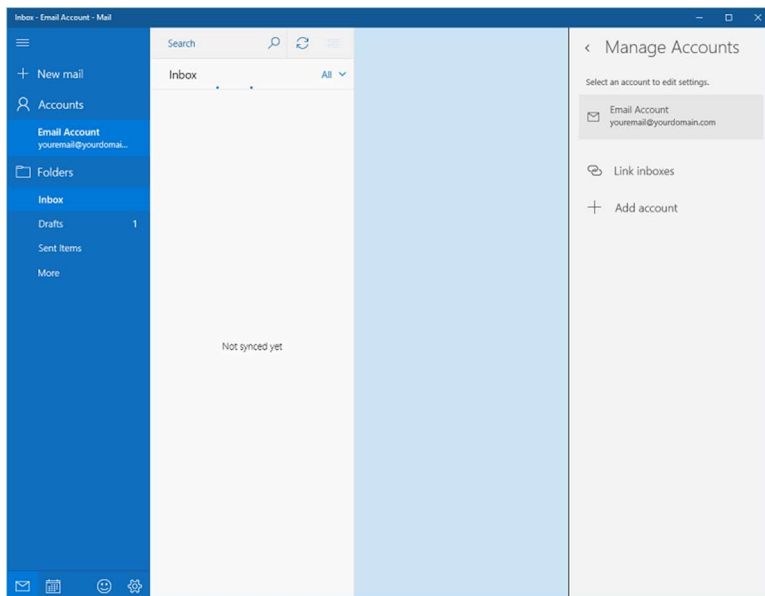 Inbox - Email Account - Mail
Search
New mail
Inbox
All
Accounts
Email Account
youremail@yourdomai...
Folders
Inbox
Drafts 1
Sent Items
More
Not synced yet
Manage Accounts
Select an account to edit settings.
Email Account
youremail@yourdomain.com
Link inboxes
Add account